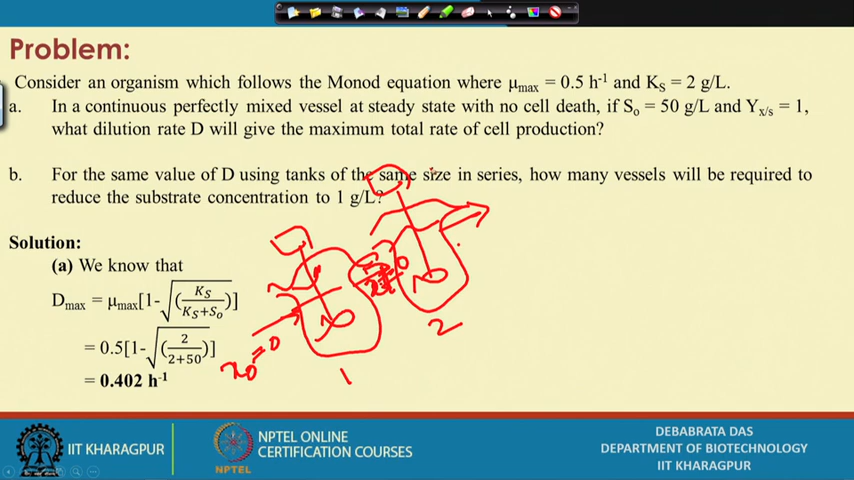 Problem:
Consider an organism which follows the Monod equation where μmax = 0.5 h⁻¹ and KS = 2 g/L.
a. In a continuous perfectly mixed vessel at steady state with no cell death, if So = 50 g/L and Yx/s = 1,
what dilution rate D will give the maximum total rate of cell production?
b. For the same value of D using tanks of the same size in series, how many vessels will be required to
reduce the substrate concentration to 1 g/L?
Solution:
(a) We know that
Dmax = μmax[1-√(KS/(KS+So))]
= 0.5[1-√(2/(2+50))]
= 0.402 h⁻¹
x0=0
1
2
IIT KHARAGPUR
NPTEL
NPTEL ONLINE
CERTIFICATION COURSES
DEBABRATA DAS
DEPARTMENT OF BIOTECHNOLOGY
IIT KHARAGPUR